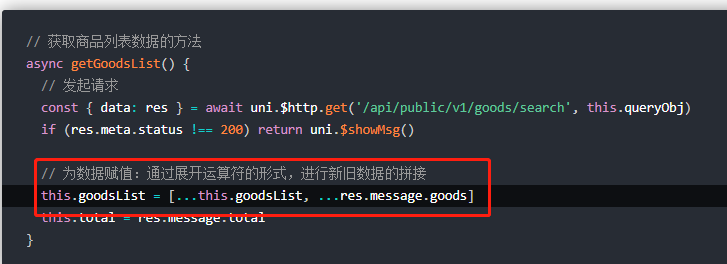 // 获取商品列表数据的方法
async getGoodsList() {
// 发起请求
const { data: res } = await uni.$http.get('/api/public/v1/goods/search', this.queryObj)
if (res.meta.status !== 200) return uni.$showMsg()
// 为数据赋值：通过展开运算符的形式，进行新旧数据的拼接
this.goodsList = [...this.goodsList, ...res.message.goods]
this.total = res.message.total
}